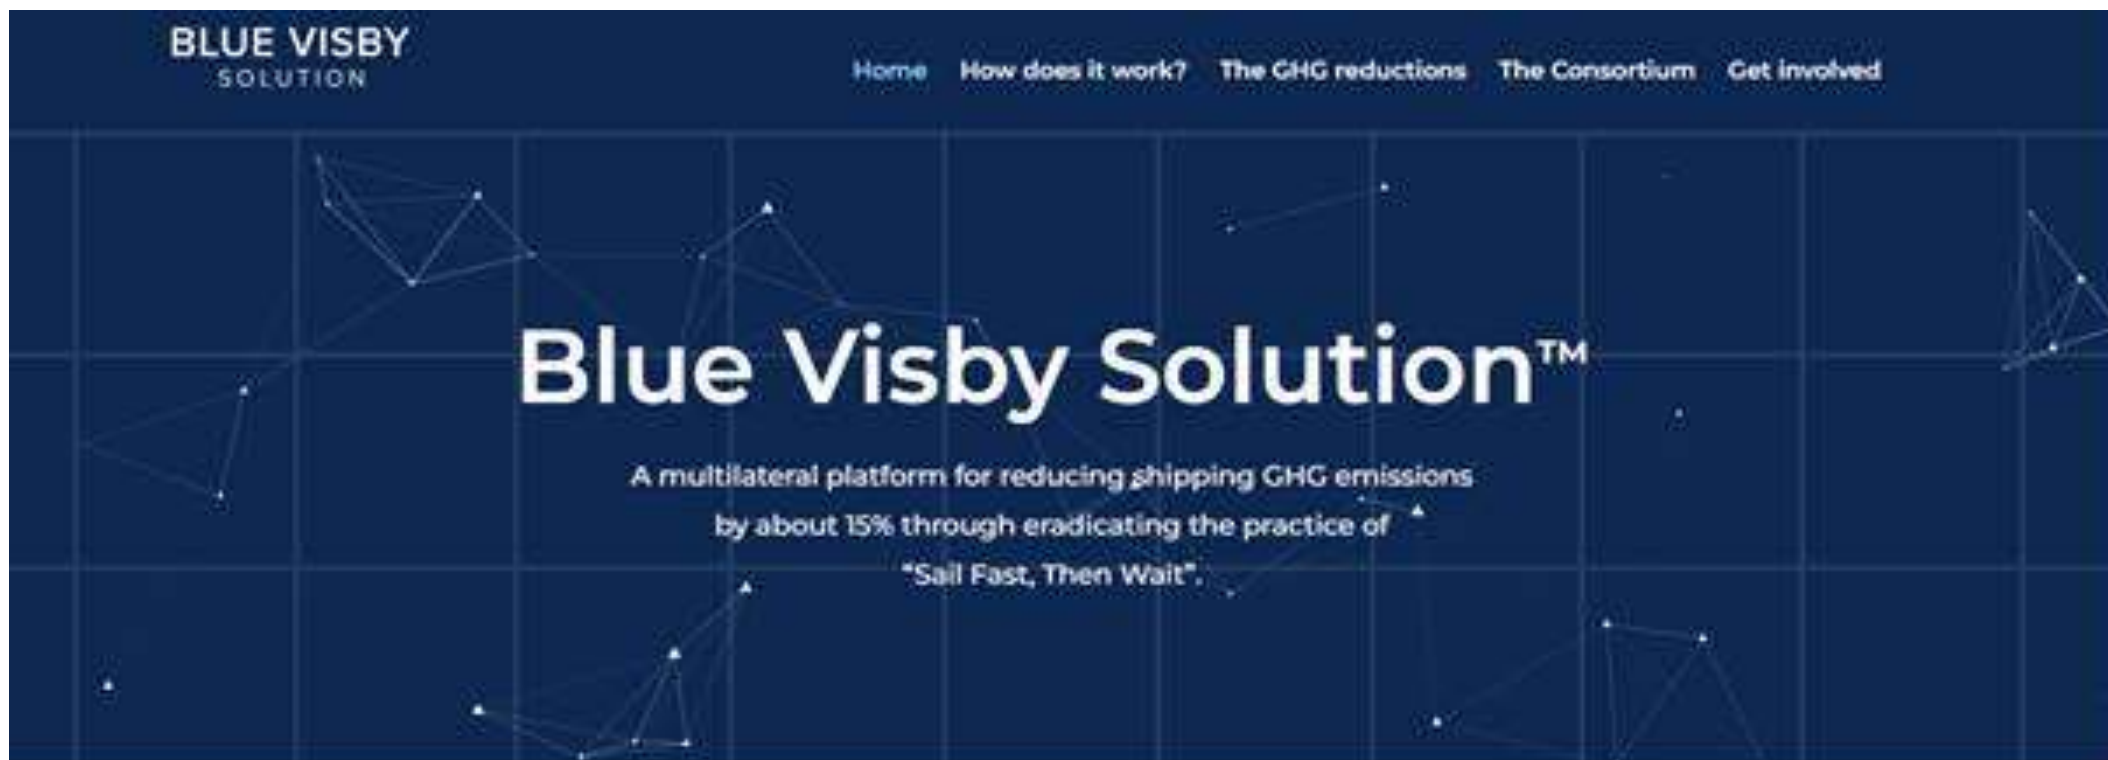 BLUE VISBY
SOLUTION
Home How does it work? The GHG reductions The Consortium Get involved
Blue Visby Solution™
A multilateral platform for reducing shipping GHG emissions
by about 15% through eradicating the practice of
“Sail Fast, Then Wait”.